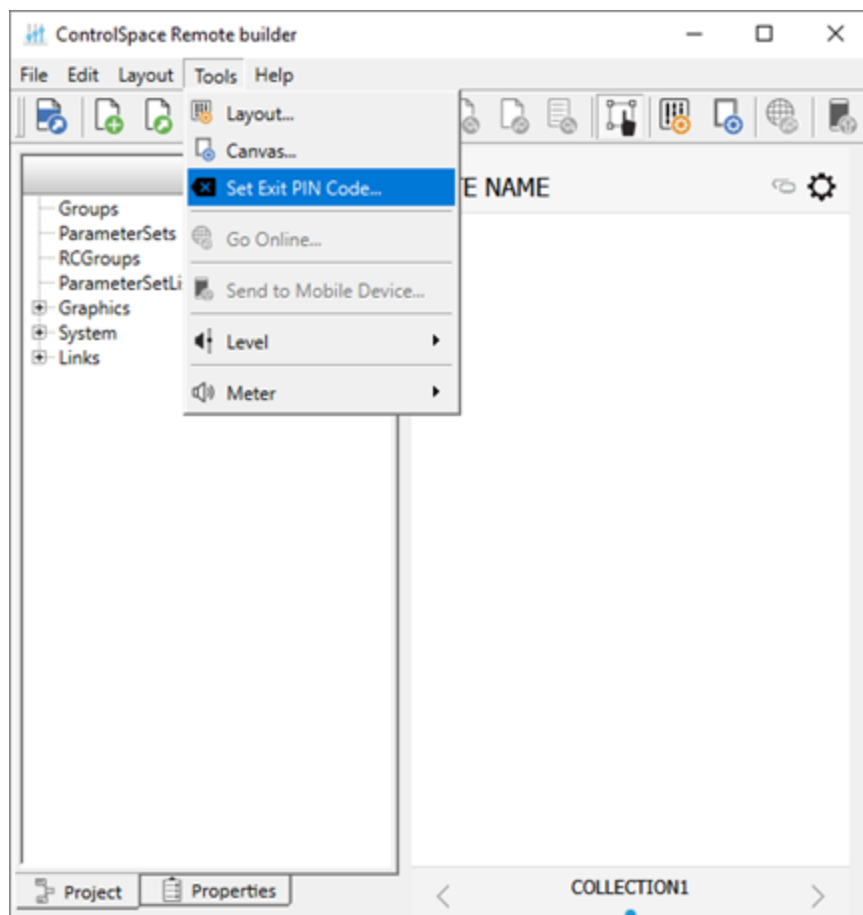 ControlSpace Remote builder
File Edit Layout Tools Help
Layout...
Canvas...
Set Exit PIN Code...
Go Online...
Send to Mobile Device...
Level
Meter
Groups
ParameterSets
RCGroups
Graphics
System
Links
NAME
COLLECTION1
Project Properties